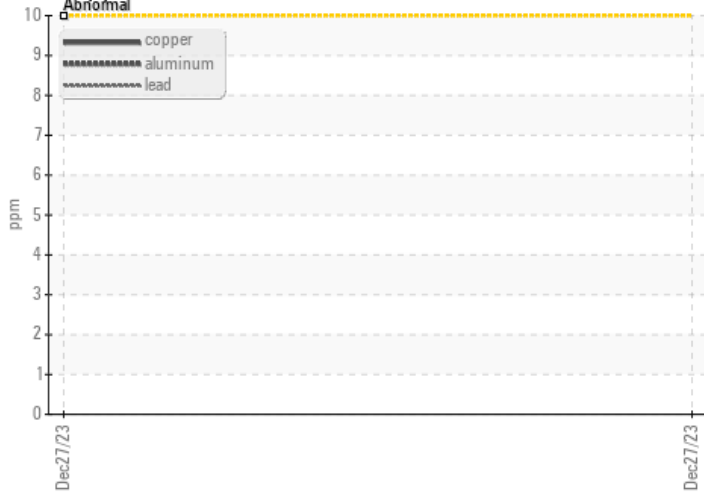 Abnormal
10
copper
9
aluminum
lead
8
7
6
ppm
5
4
3
2
1
0
Dec27/23
Dec27/23